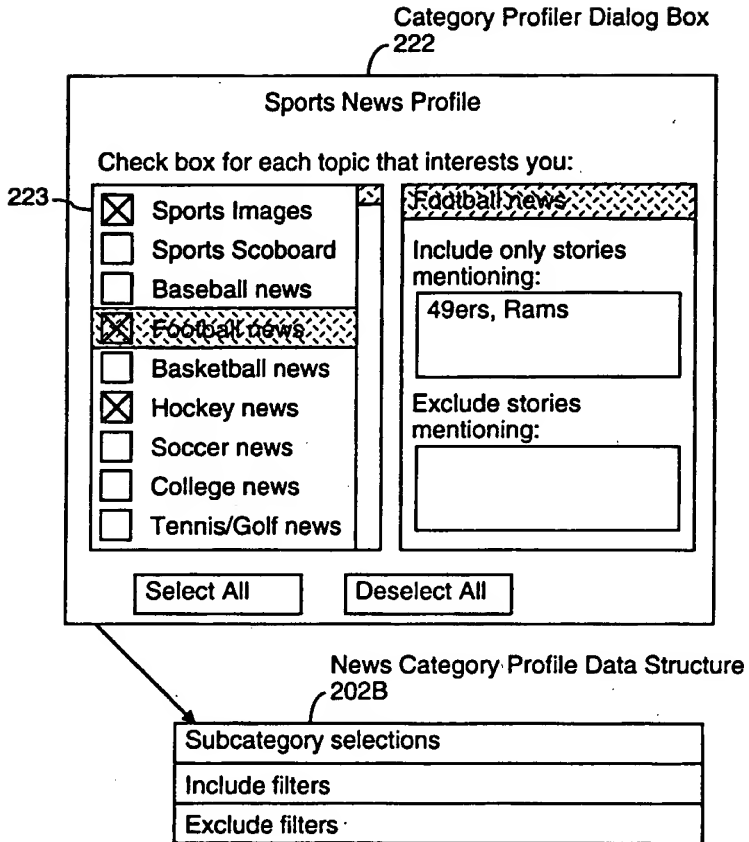 Category Profiler Dialog Box
222
Sports News Profile
Check box for each topic that interests you:
223
Sports Images
Sports Scoboard
Baseball news
Football news
Basketball news
Hockey news
Soccer news
College news
Tennis/Golf news
Football news
Include only stories
mentioning:
49ers, Rams
Exclude stories
mentioning:
Select All
Deselect All
News Category Profile Data Structure
202B
Subcategory selections
Include filters
Exclude filters